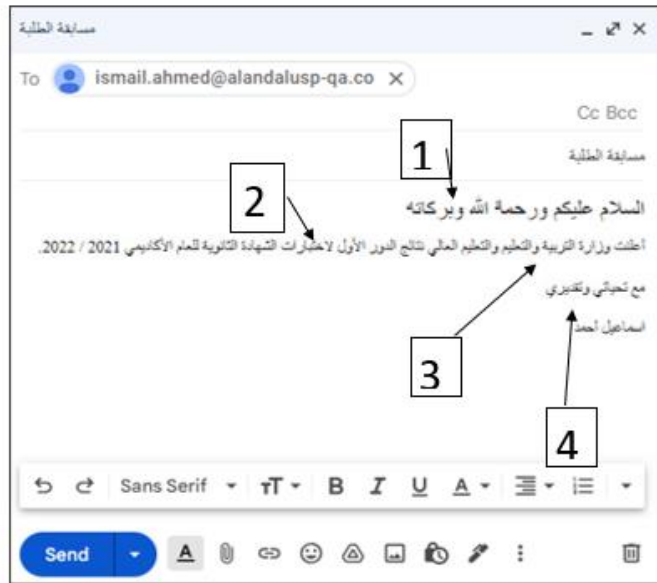 مسابقة الطلبة
To ismail.ahmed@alandalusp-qa.co
Cc Bcc
مسابقة الطلبة
1
2
السلام عليكم ورحمة الله وبركاته
أعلنت وزارة التربية والتعليم والتعليم العالي نتائج الدور الأول لاختبارات الشهادة الثانوية للعام الأكاديمي 2021 / 2022.
مع تحياتي وتقديري
اسماعيل أحمد
3
4
Sans Serif
Send